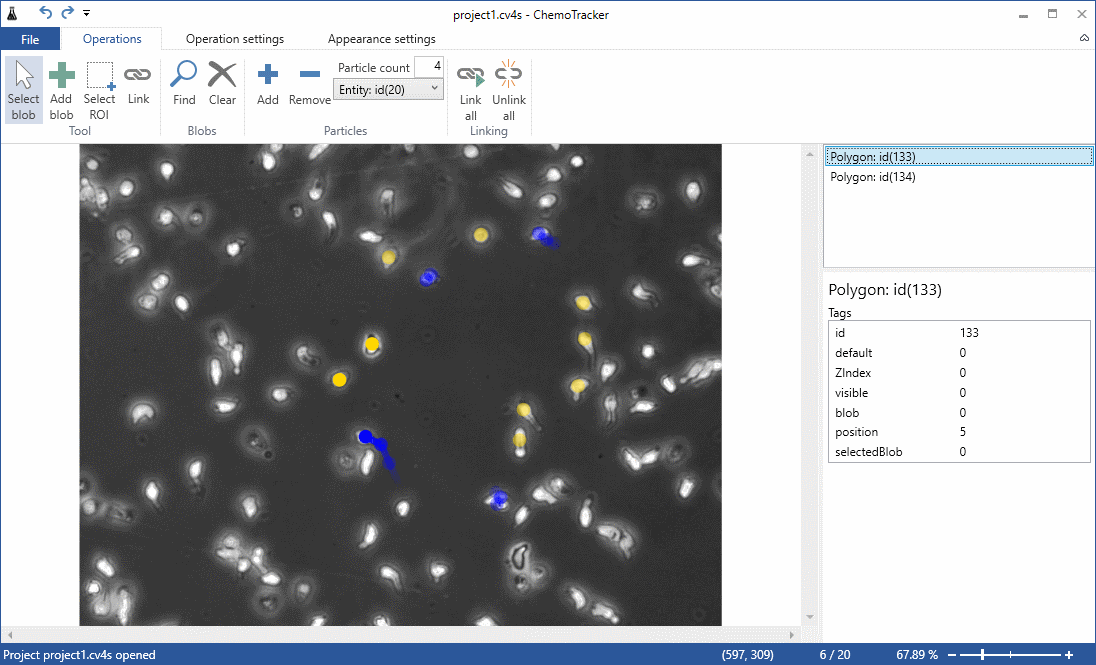 project1.cv4s - ChemoTracker
File Operations Operation settings Appearance settings
Select blob Add blob Select ROI Link
Tool
Find Clear
Blobs
Add Remove Particle count 4
Entity: id(20)
Particles
Link all Unlink all
Linking
Polygon: id(133)
Polygon: id(134)
Polygon: id(133)
Tags
id 133
default 0
ZIndex 0
visible 0
blob 0
position 5
selectedBlob 0
Project project1.cv4s opened (597, 309) 6 / 20 67.89 %